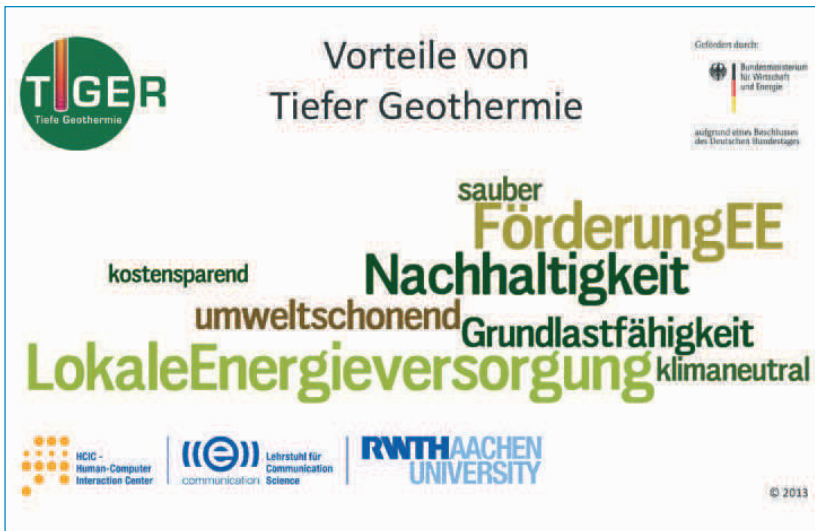 TIGER
Tiefe Geothermie
Vorteile von
Tiefer Geothermie
Gefördert durch:
Bundesministerium
für Wirtschaft
und Energie
aufgrund eines Beschlusses
des Deutschen Bundestages
sauber
FörderungEE
kostensparend
Nachhaltigkeit
umweltschonend
Grundlastfähigkeit
LokaleEnergieversorgung
klimaneutral
HCIC -
Human-Computer
Interaction Center
((e))
communication
Lehrstuhl für
Communication
Science
RWTHAACHEN
UNIVERSITY
© 2013